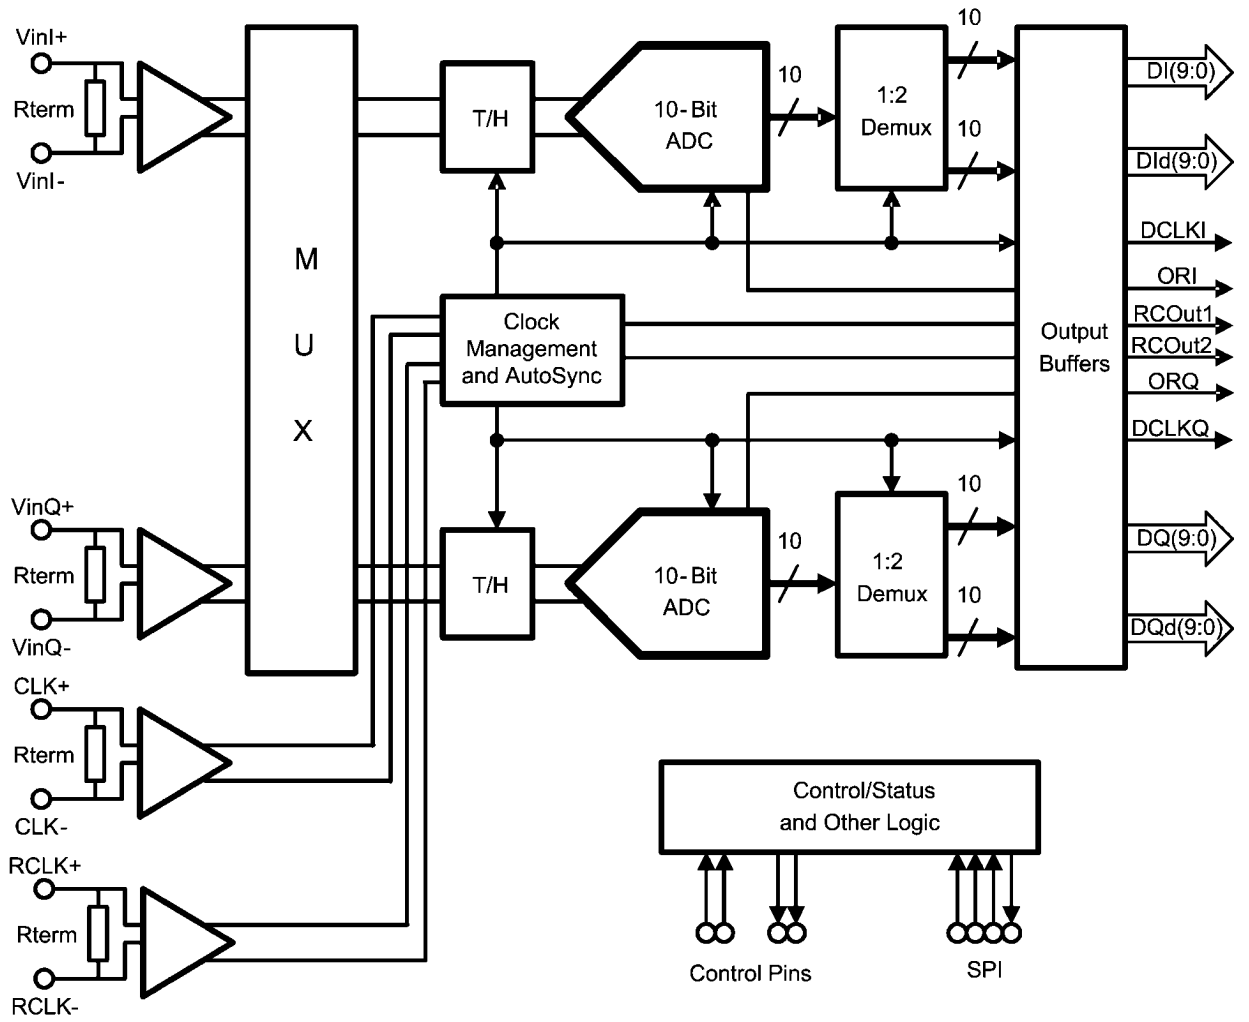 VinI+
Rterm
VinI-
VinQ+
Rterm
VinQ-
CLK+
Rterm
CLK-
RCLK+
Rterm
RCLK-
M
U
X
T/H
10-Bit
ADC
10
1:2
Demux
10
10
Clock
Management
and AutoSync
T/H
10-Bit
ADC
10
1:2
Demux
10
10
Output
Buffers
DI(9:0)
DId(9:0)
DCLKI
ORI
RCOut1
RCOut2
ORQ
DCLKQ
DQ(9:0)
DQd(9:0)
Control/Status
and Other Logic
Control Pins
SPI